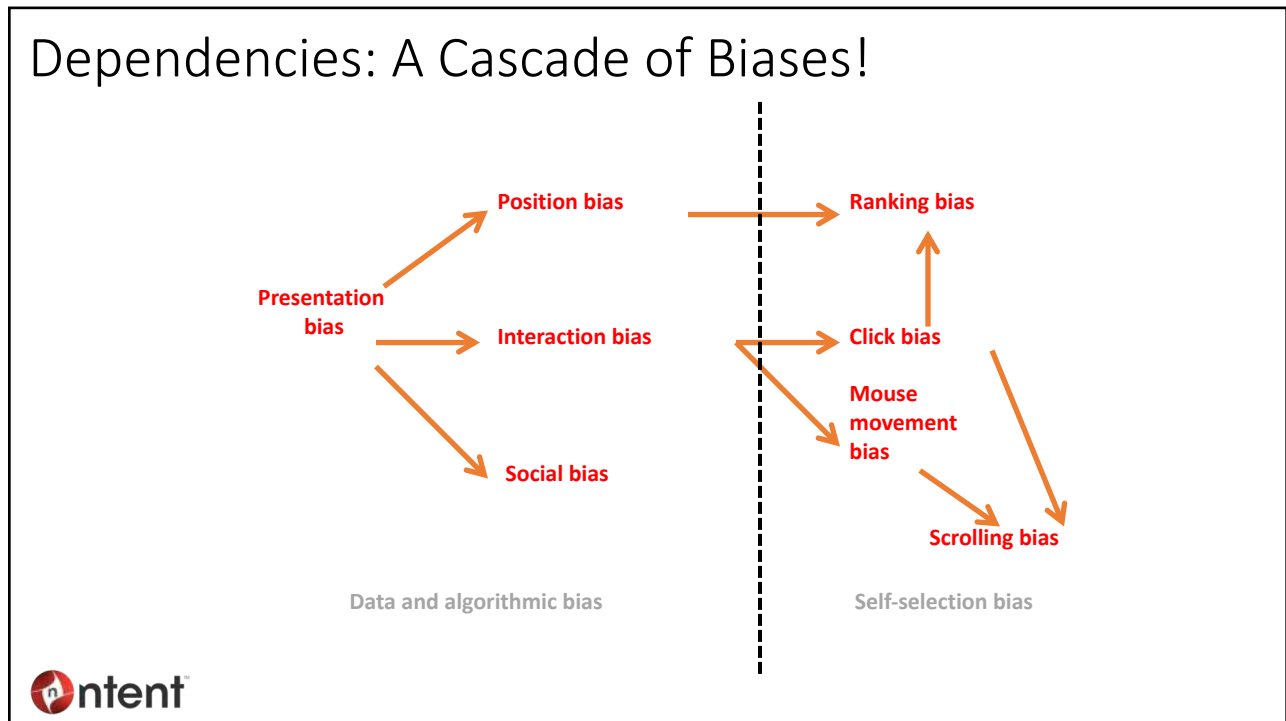 Dependencies: A Cascade of Biases!
Position bias
Ranking bias
Presentation
bias
Interaction bias
Click bias
Mouse
movement
bias
Social bias
Scrolling bias
Data and algorithmic bias
Self-selection bias
ntent™